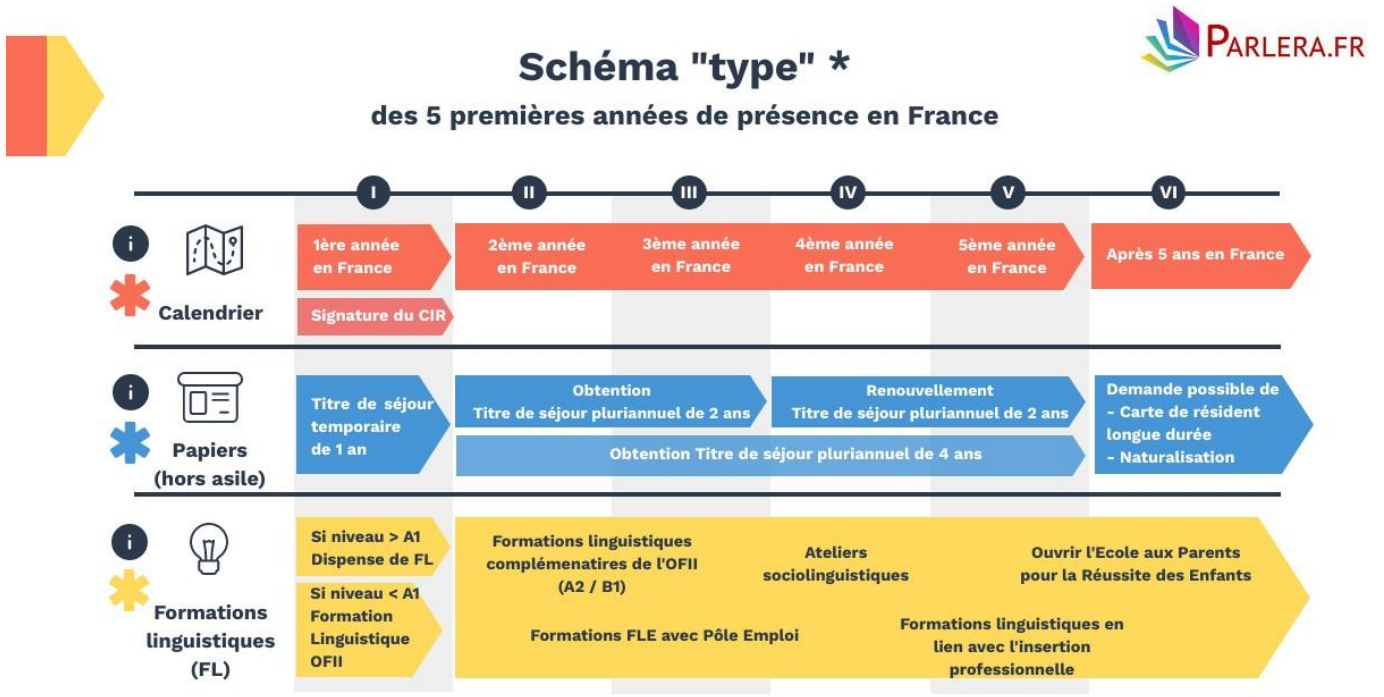 PARLERA.FR
Schéma "type" *
des 5 premières années de présence en France
I
II
III
IV
V
VI
i
Calendrier
1ère année
en France
2ème année
en France
3ème année
en France
4ème année
en France
5ème année
en France
Après 5 ans en France
Signature du CIR
i
Papiers
(hors asile)
Titre de séjour
temporaire
de 1 an
Obtention
Titre de séjour pluriannuel de 2 ans
Renouvellement
Titre de séjour pluriannuel de 2 ans
Obtention Titre de séjour pluriannuel de 4 ans
Demande possible de
- Carte de résident
longue durée
- Naturalisation
i
Formations
linguistiques
(FL)
Si niveau > A1
Dispense de FL
Si niveau < A1
Formation
Linguistique
OFII
Formations linguistiques
complémenatires de l'OFII
(A2 / B1)
Ateliers
sociolinguistiques
Ouvrir l'Ecole aux Parents
pour la Réussite des Enfants
Formations FLE avec Pôle Emploi
Formations linguistiques en
lien avec l'insertion
professionnelle